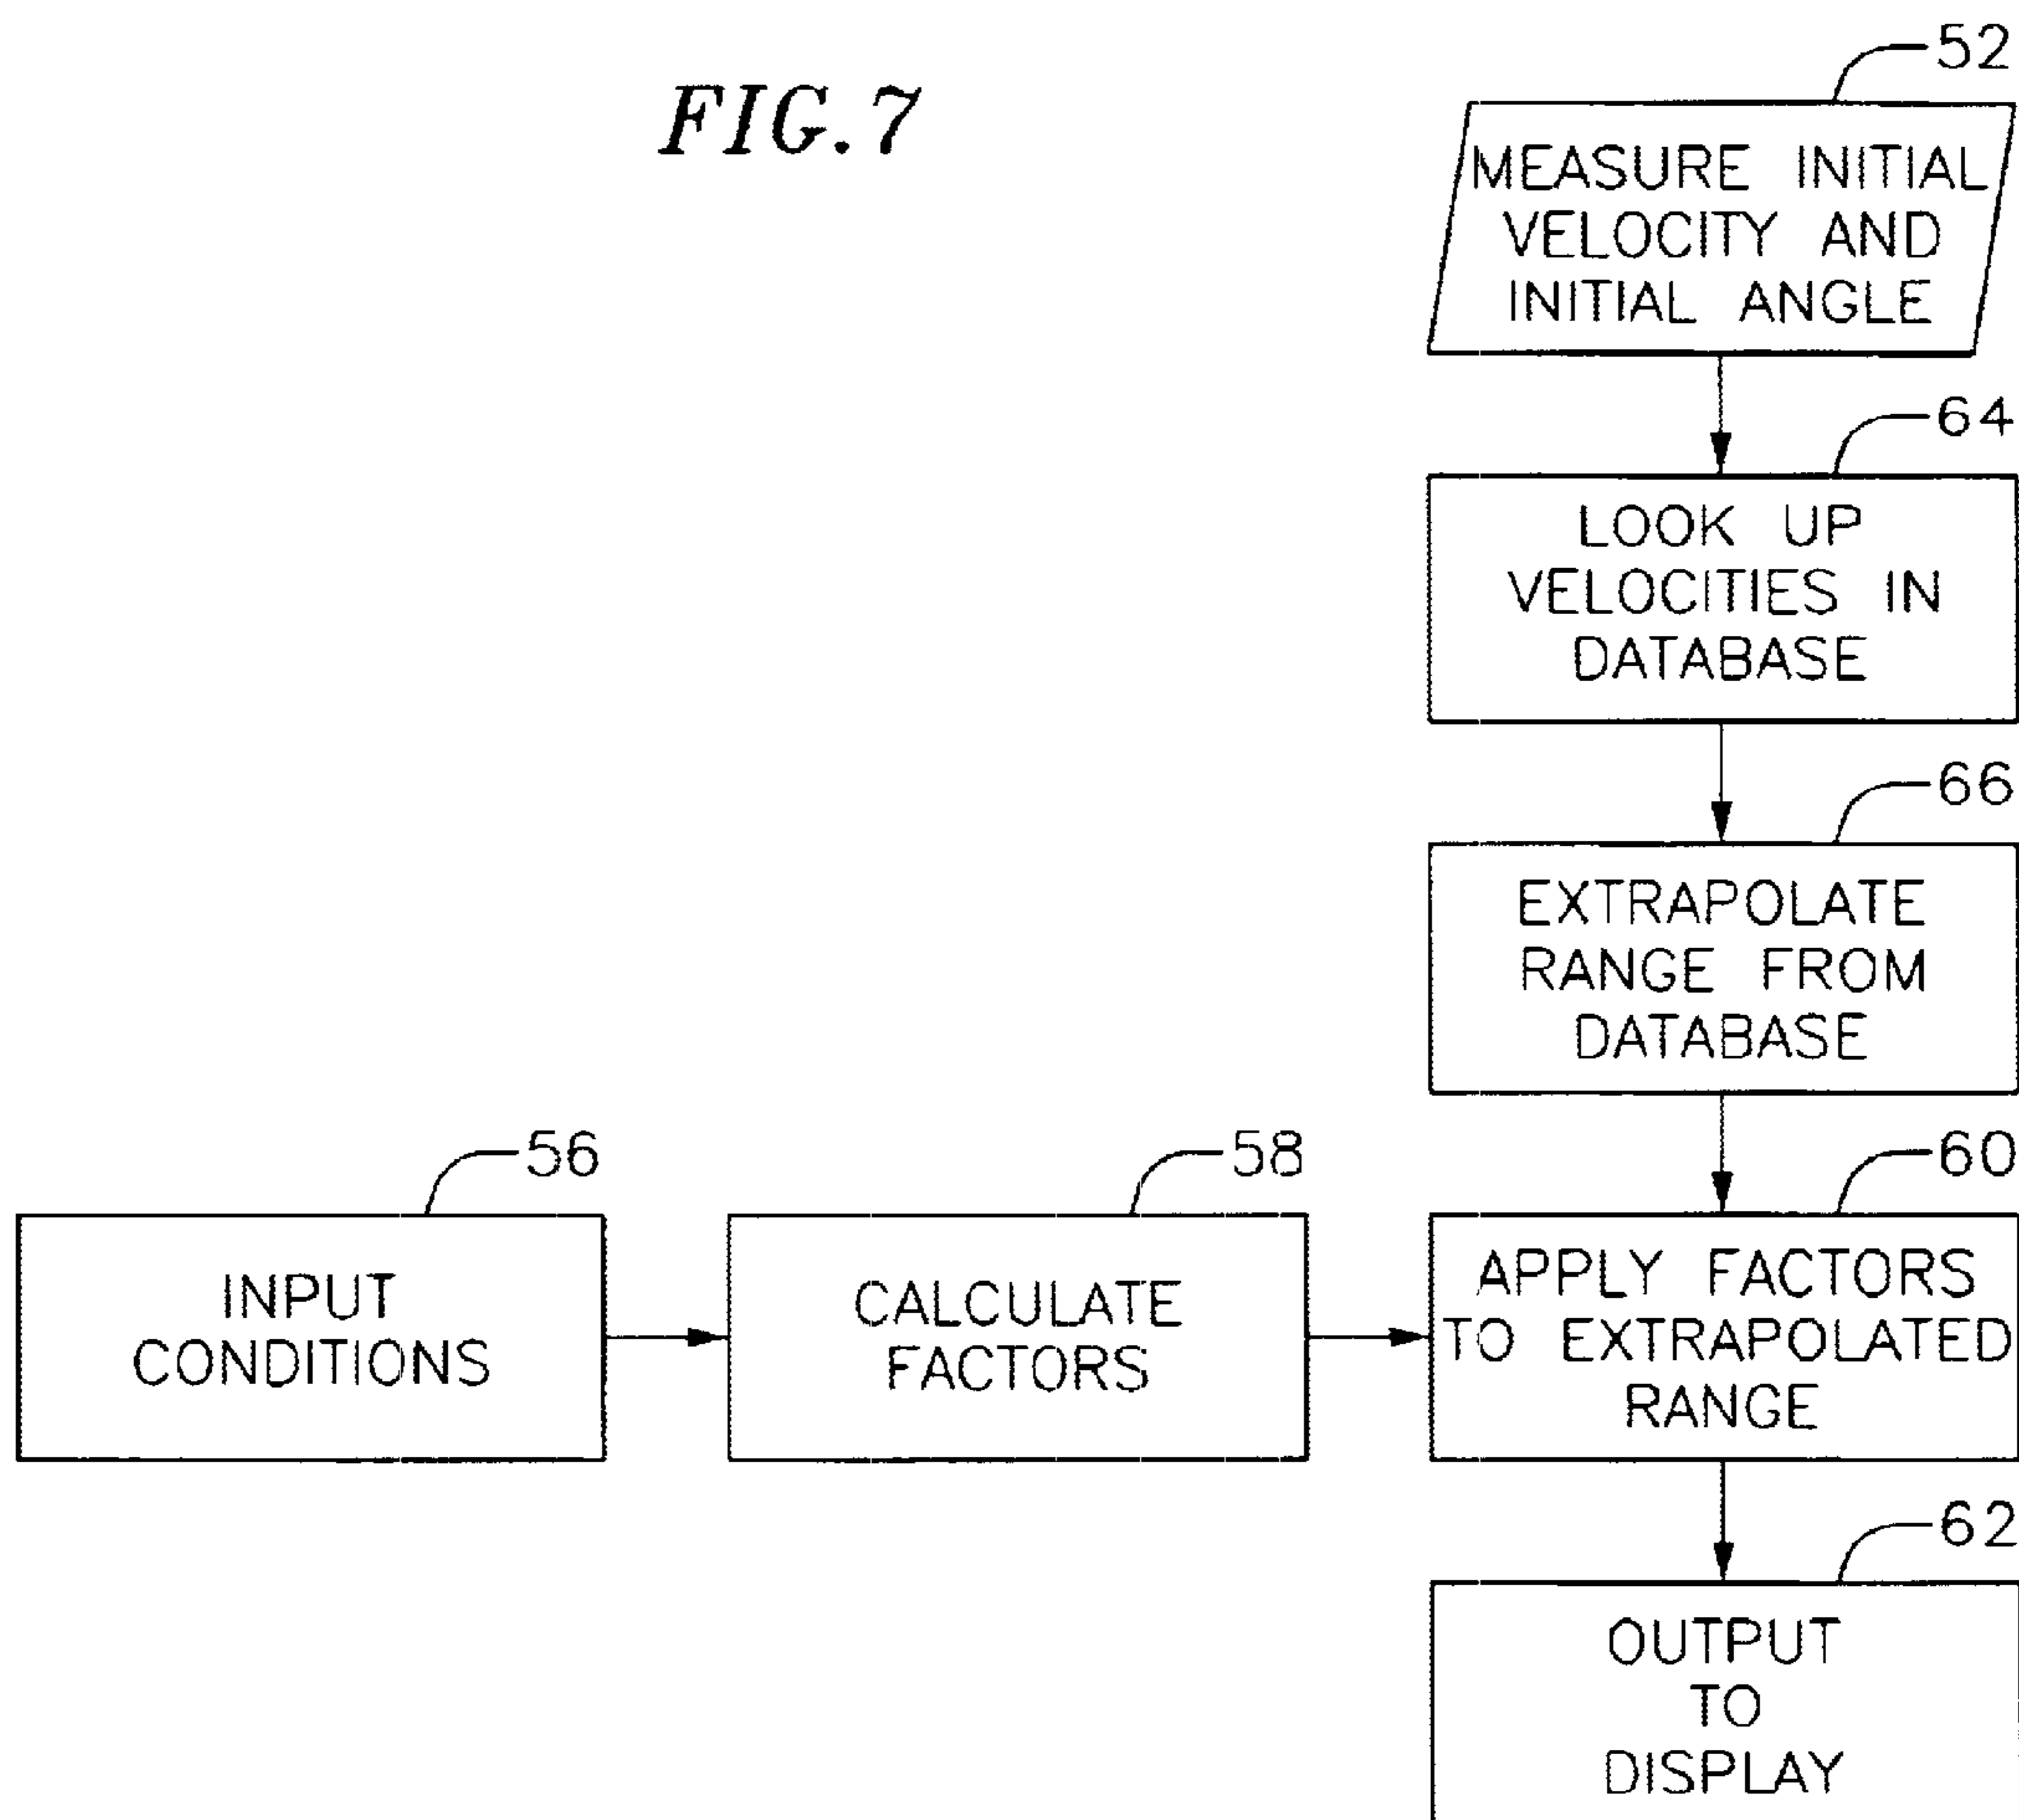 FIG. 7
52
MEASURE INITIAL
VELOCITY AND
INITIAL ANGLE
64
LOOK UP
VELOCITIES IN
DATABASE
66
EXTRAPOLATE
RANGE FROM
DATABASE
56
INPUT
CONDITIONS
58
CALCULATE
FACTORS
60
APPLY FACTORS
TO EXTRAPOLATED
RANGE
62
OUTPUT
TO
DISPLAY